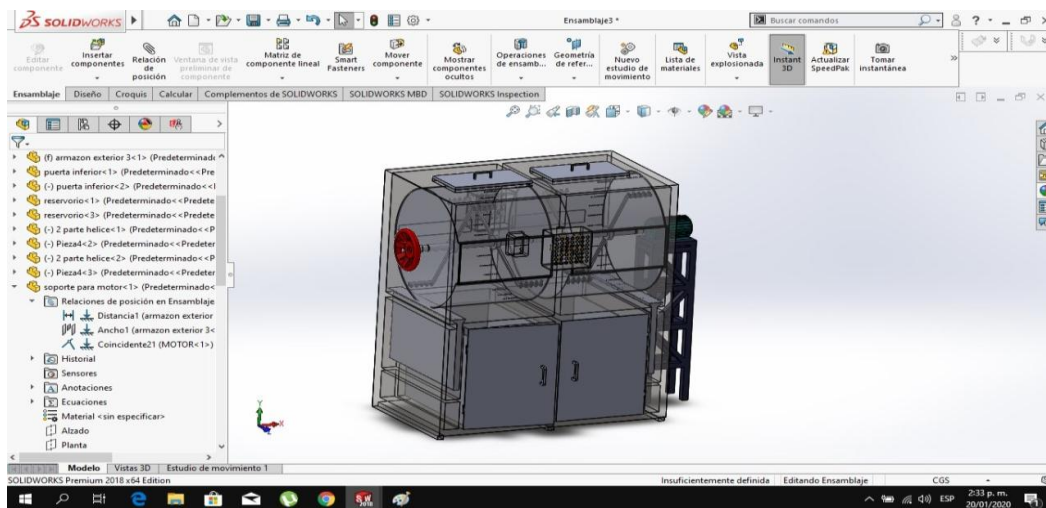 SOLIDWORKS
Ensamblaje3 *
Buscar comandos
Editar componente
Insertar componentes
Relación de posición
Ventana de vista preliminar de componente
Matriz de componente lineal
Smart Fasteners
Mover componente
Mostrar componentes ocultos
Operaciones de ensamb...
Geometría de refer...
Nuevo estudio de movimiento
Lista de materiales
Vista explosionada
Instant 3D
Actualizar SpeedPak
Tomar instantánea
Ensamblaje Diseño Croquis Calcular Complementos de SOLIDWORKS SOLIDWORKS MBD SOLIDWORKS Inspection
(f) armazon exterior 3<1> (Predeterminado
puerta inferior<1> (Predeterminado<<Pre
(-) puerta inferior<2> (Predeterminado<<
reservorio<1> (Predeterminado<<Predete
reservorio<3> (Predeterminado<<Predete
(-) 2 parte helice<1> (Predeterminado<<P
(-) Pieza4<2> (Predeterminado<<Predeter
(-) 2 parte helice<2> (Predeterminado<<P
(-) Pieza4<3> (Predeterminado<<Predeter
soporte para motor<1> (Predeterminado<
Relaciones de posición en Ensamblaje
Distancia1 (armazon exterior
Ancho1 (armazon exterior 3<
Coincidente21 (MOTOR<1>)
Historial
Sensores
Anotaciones
Ecuaciones
Material <sin especificar>
Alzado
Planta
Modelo Vistas 3D Estudio de movimiento 1
SOLIDWORKS Premium 2018 x64 Edition
Insuficientemente definida Editando Ensamblaje CGS
ESP
2:33 p. m.
20/01/2020